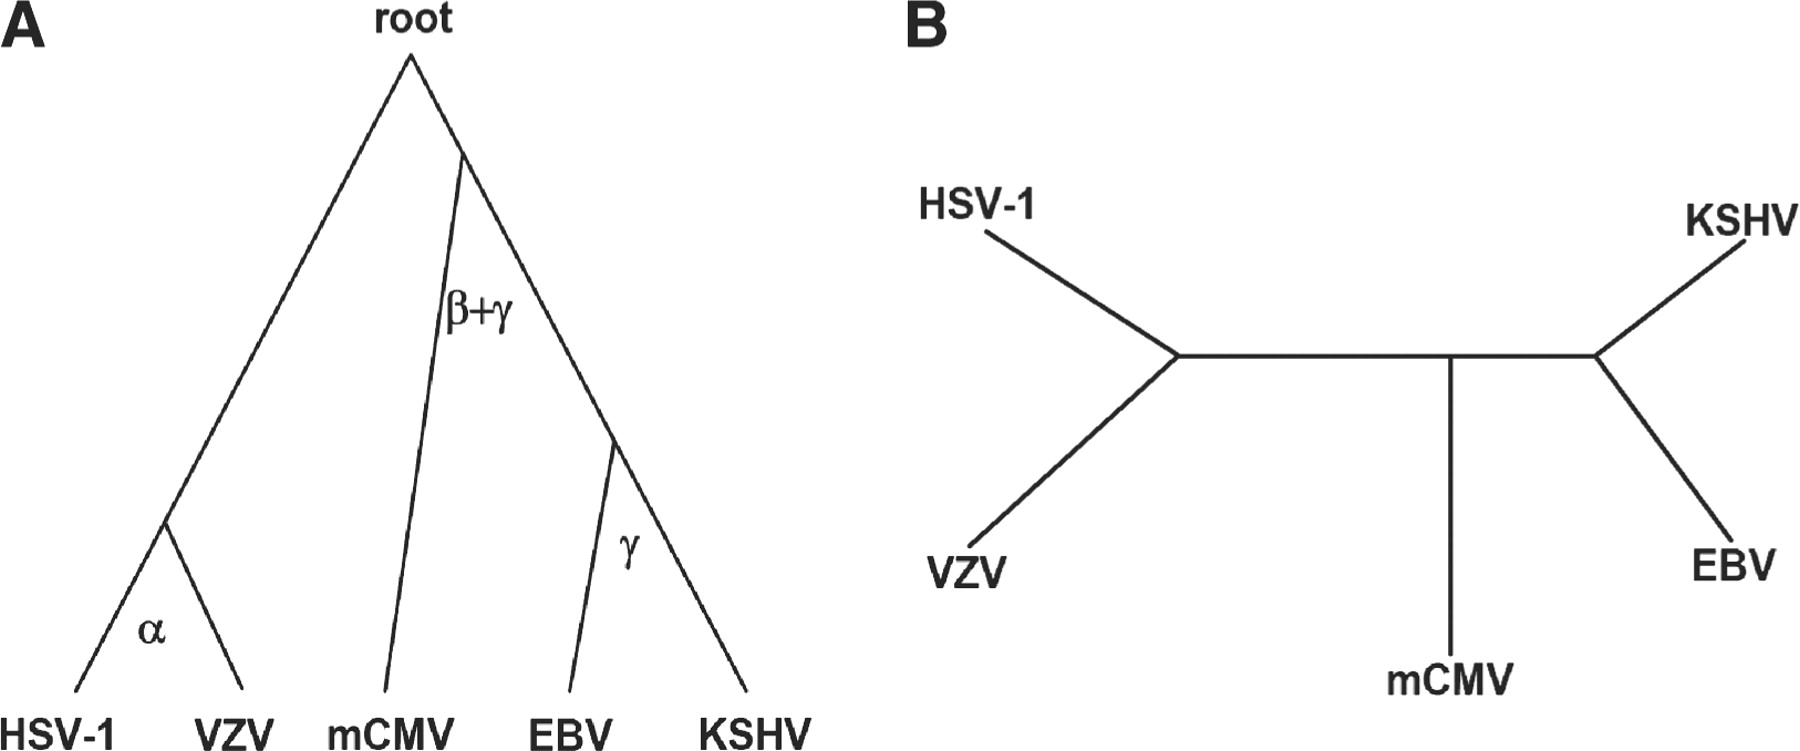 A
root
β+γ
γ
α
HSV-1 VZV mCMV EBV KSHV
B
HSV-1
KSHV
VZV
EBV
mCMV